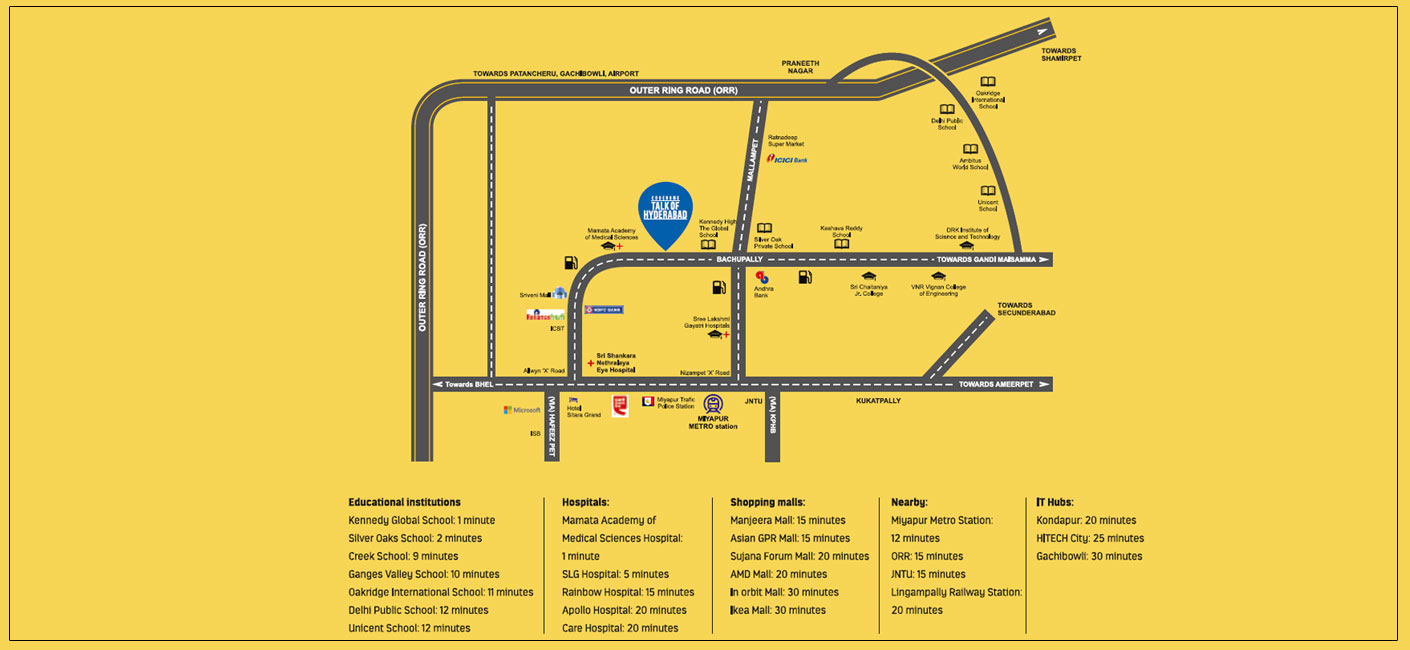 TOWARDS SHAMIRPET
PRANEETH NAGAR
TOWARDS PATANCHERU, GACHIBOWLI, AIRPORT
OUTER RING ROAD (ORR)
Oakridge
International
School
Delhi Public
School
Ratnadeep
Super Market
ICICI Bank
MALLAMPET
Ambitus
World School
Unicent
School
TALK OF
HYDERABAD
Kennedy High
The Global
School
Mamata Academy
of Medical Sciences
Silver Oak
Private School
Keshava Reddy
School
DRK Institute of
Science and Technology
OUTER RING ROAD (ORR)
BACHUPALLY
TOWARDS GANDI MAISAMMA
Andhra
Bank
Sri Chaitaniya
Jr. College
VNR Vignan College
of Engineering
Sriveni Mall
HDFC BANK
ICST
TOWARDS
SECUNDERABAD
Sree Lakshmi
Gayatri Hospitals
Sri Shankara
Nethralaya
Eye Hospital
Allwyn 'X' Road
Nizampet 'X' Road
Towards BHEL
TOWARDS AMEERPET
Microsoft
ISB
(VIA) HAFEEZ PET
Hotel
Sitara Grand
Miyapur Trafic
Police Station
MIYAPUR
METRO station
JNTU
(VIA) KPHB
KUKATPALLY
Educational institutions
Kennedy Global School: 1 minute
Silver Oaks School: 2 minutes
Creek School: 9 minutes
Ganges Valley School: 10 minutes
Oakridge International School: 11 minutes
Delhi Public School: 12 minutes
Unicent School: 12 minutes
Hospitals:
Mamata Academy of
Medical Sciences Hospital:
1 minute
SLG Hospital: 5 minutes
Rainbow Hospital: 15 minutes
Apollo Hospital: 20 minutes
Care Hospital: 20 minutes
Shopping malls:
Manjeera Mall: 15 minutes
Asian GPR Mall: 15 minutes
Sujana Forum Mall: 20 minutes
AMD Mall: 20 minutes
In orbit Mall: 30 minutes
Ikea Mall: 30 minutes
Nearby:
Miyapur Metro Station:
12 minutes
ORR: 15 minutes
JNTU: 15 minutes
Lingampally Railway Station:
20 minutes
IT Hubs:
Kondapur: 20 minutes
HITECH City: 25 minutes
Gachibowli: 30 minutes